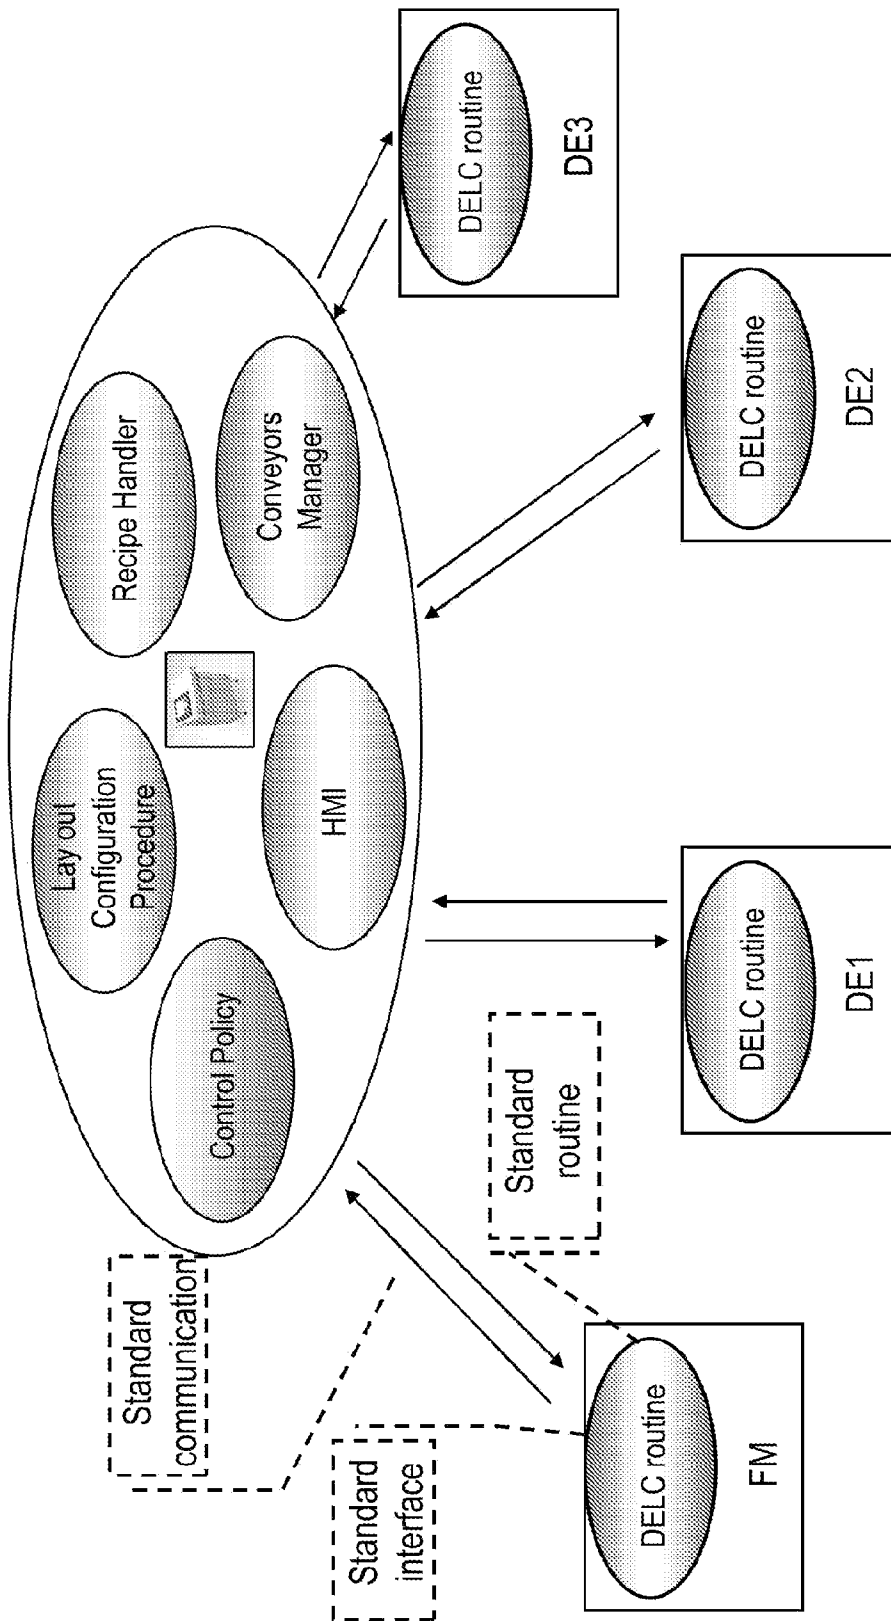 Lay out
Configuration
Procedure
Recipe Handler
Control Policy
HMI
Conveyors
Manager
Standard
communication
Standard
interface
Standard
routine
DELC routine
FM
DELC routine
DE1
DELC routine
DE2
DELC routine
DE3